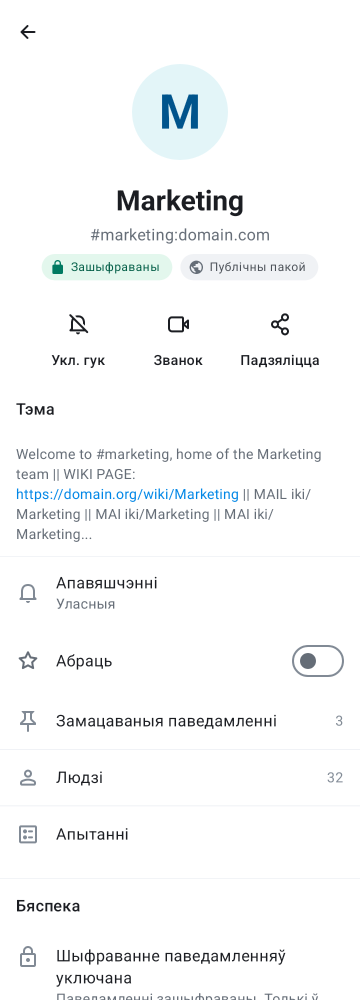 M
Marketing
#marketing:domain.com
Зашыфраваны Публічны пакой
Укл. гук Званок Падзяліцца
Тэма
Welcome to #marketing, home of the Marketing
team || WIKI PAGE:
https://domain.org/wiki/Marketing || MAIL iki/
Marketing || MAI iki/Marketing || MAI iki/
Marketing...
Апавяшчэнні
Уласныя
Абраць
Замацаваныя паведамленні 3
Людзі 32
Апытанні
Бяспека
Шыфраванне паведамленняў
уключана
Паведамленні зашыфраваны. Толькі ў